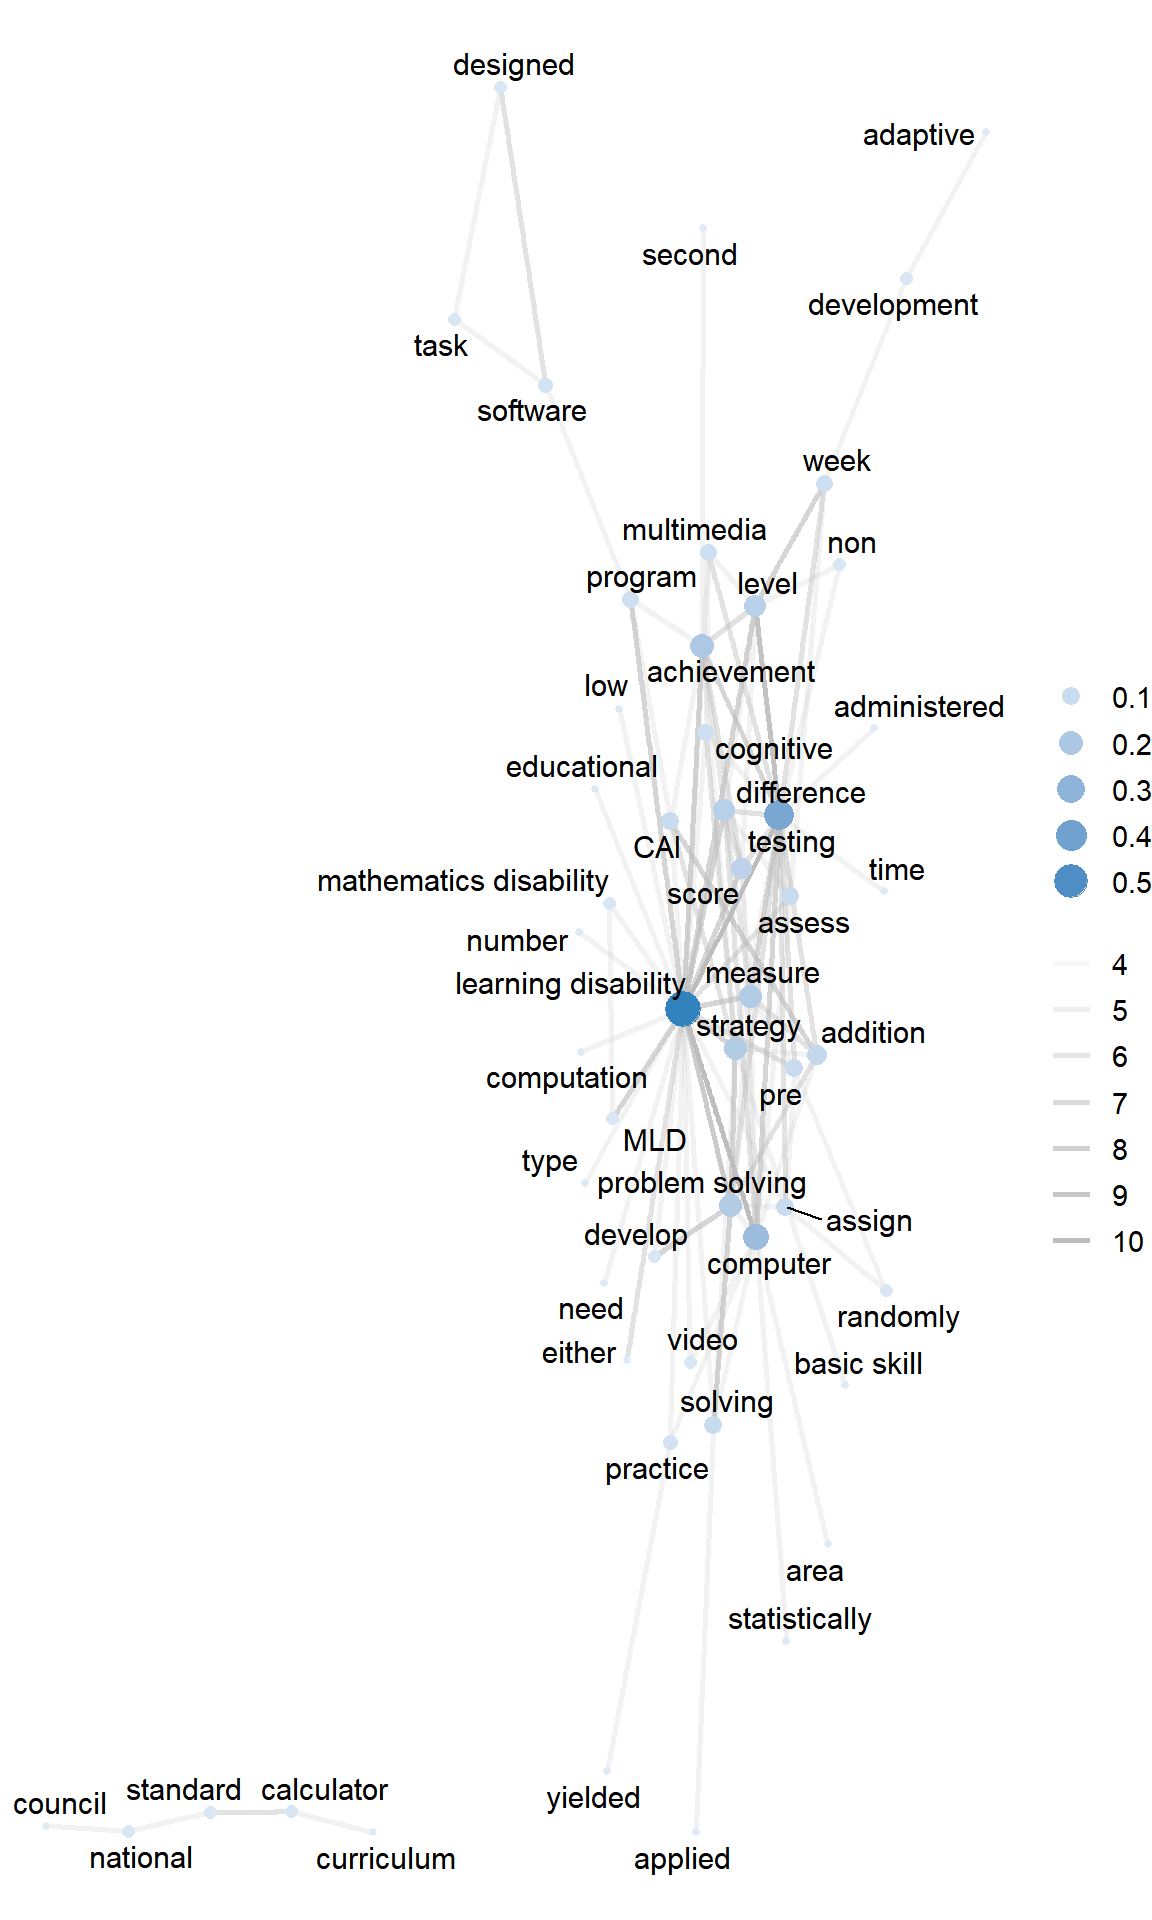 designed
adaptive
second
development
task
software
week
multimedia
non
program
level
achievement
low
administered
cognitive
educational
difference
CAI
testing
time
mathematics disability
score
assess
number
measure
learning disability
strategy
addition
computation
pre
MLD
type
problem solving
assign
develop
computer
need
randomly
either
video
basic skill
solving
practice
area
statistically
yielded
standard
calculator
council
national
curriculum
applied
0.1
0.2
0.3
0.4
0.5
4
5
6
7
8
9
10